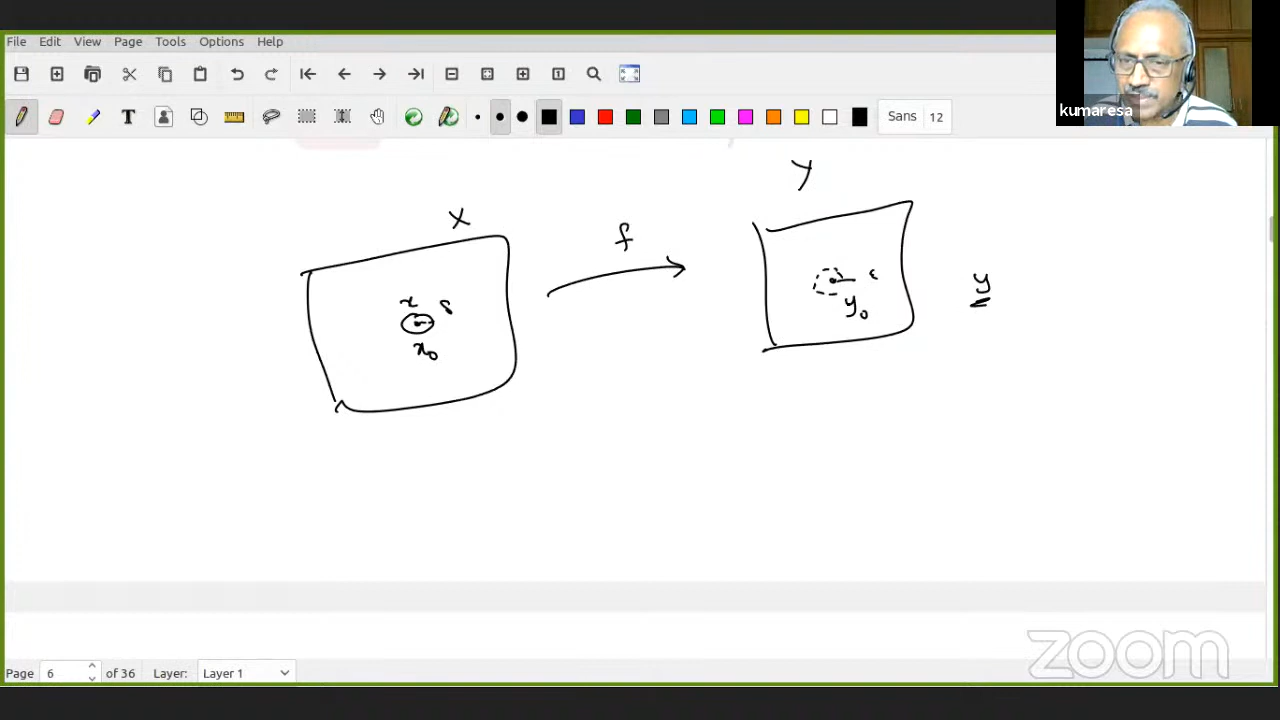 File Edit View Page Tools Options Help
kumaresa
Sans 12
X
f
Y
x
δ
x₀
ε
y₀
y
zoom
Page 6 of 36 Layer: Layer 1